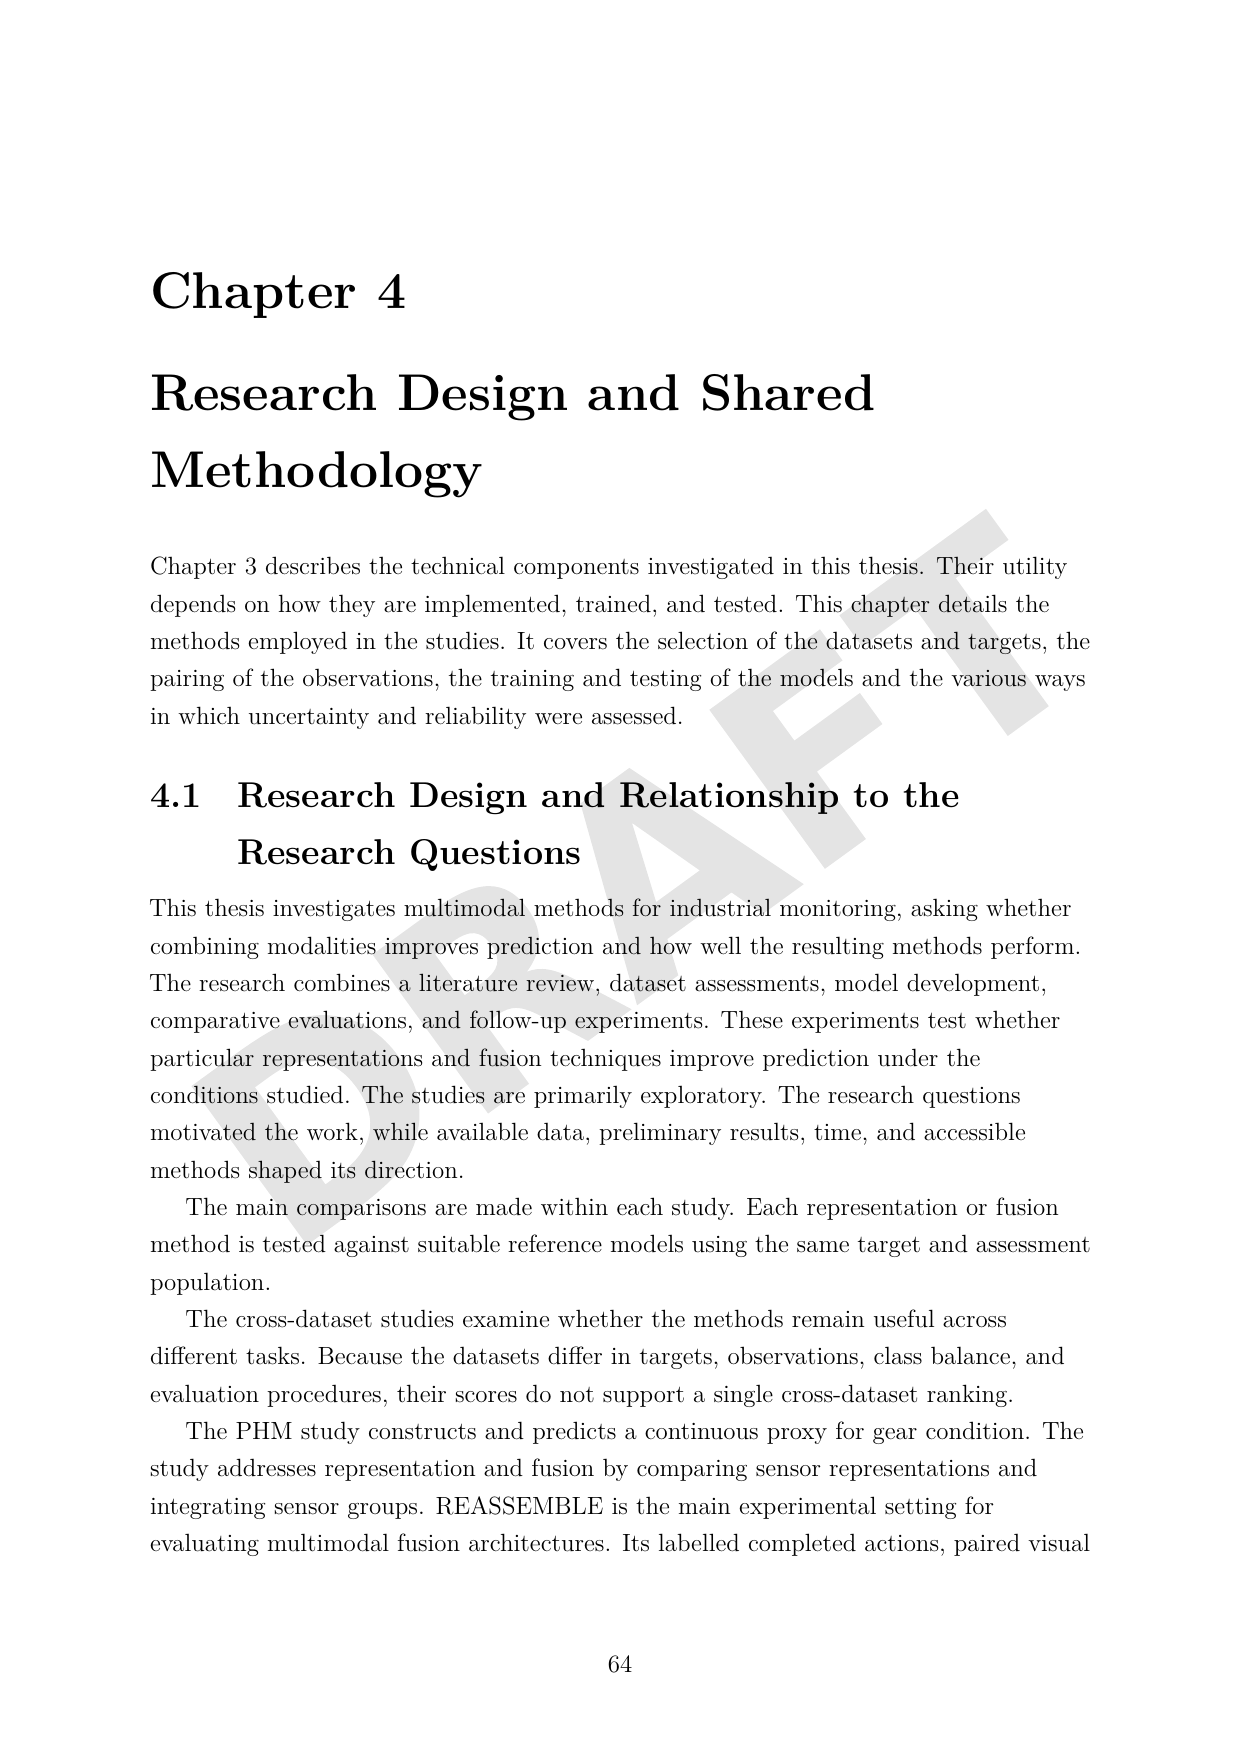 Chapter 4
Research Design and Shared
Methodology
Chapter 3 describes the technical components investigated in this thesis. Their utility
depends on how they are implemented, trained, and tested. This chapter details the
methods employed in the studies. It covers the selection of the datasets and targets, the
pairing of the observations, the training and testing of the models and the various ways
in which uncertainty and reliability were assessed.
4.1 Research Design and Relationship to the
Research Questions
This thesis investigates multimodal methods for industrial monitoring, asking whether
combining modalities improves prediction and how well the resulting methods perform.
The research combines a literature review, dataset assessments, model development,
comparative evaluations, and follow-up experiments. These experiments test whether
particular representations and fusion techniques improve prediction under the
conditions studied. The studies are primarily exploratory. The research questions
motivated the work, while available data, preliminary results, time, and accessible
methods shaped its direction.
The main comparisons are made within each study. Each representation or fusion
method is tested against suitable reference models using the same target and assessment
population.
The cross-dataset studies examine whether the methods remain useful across
different tasks. Because the datasets differ in targets, observations, class balance, and
evaluation procedures, their scores do not support a single cross-dataset ranking.
The PHM study constructs and predicts a continuous proxy for gear condition. The
study addresses representation and fusion by comparing sensor representations and
integrating sensor groups. REASSEMBLE is the main experimental setting for
evaluating multimodal fusion architectures. Its labelled completed actions, paired visual
64
DRAFT